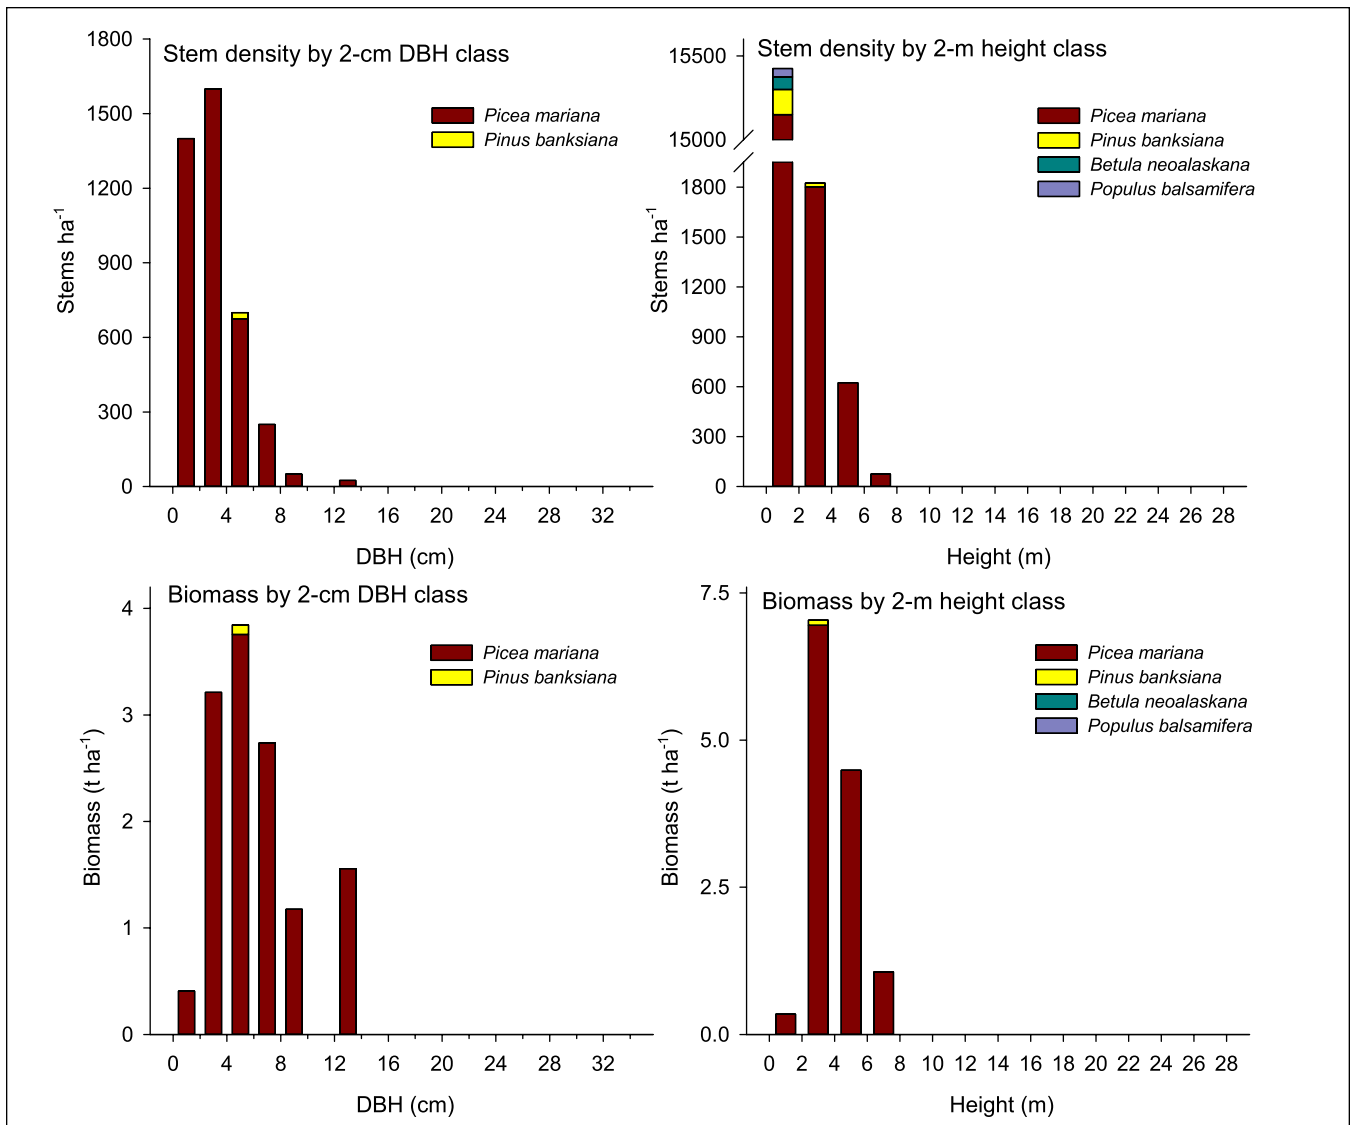 Stem density by 2-cm DBH class
1800
1500
1200
900
600
300
0
Stems ha-1
Picea mariana
Pinus banksiana
0 4 8 12 16 20 24 28 32
DBH (cm)
Stem density by 2-m height class
15500
15000
1800
1500
1200
900
600
300
0
Stems ha-1
Picea mariana
Pinus banksiana
Betula neoalaskana
Populus balsamifera
0 2 4 6 8 10 12 14 16 18 20 22 24 26 28
Height (m)
Biomass by 2-cm DBH class
4
3
2
1
0
Biomass (t ha-1)
Picea mariana
Pinus banksiana
0 4 8 12 16 20 24 28 32
DBH (cm)
Biomass by 2-m height class
7.5
5.0
2.5
0.0
Biomass (t ha-1)
Picea mariana
Pinus banksiana
Betula neoalaskana
Populus balsamifera
0 2 4 6 8 10 12 14 16 18 20 22 24 26 28
Height (m)